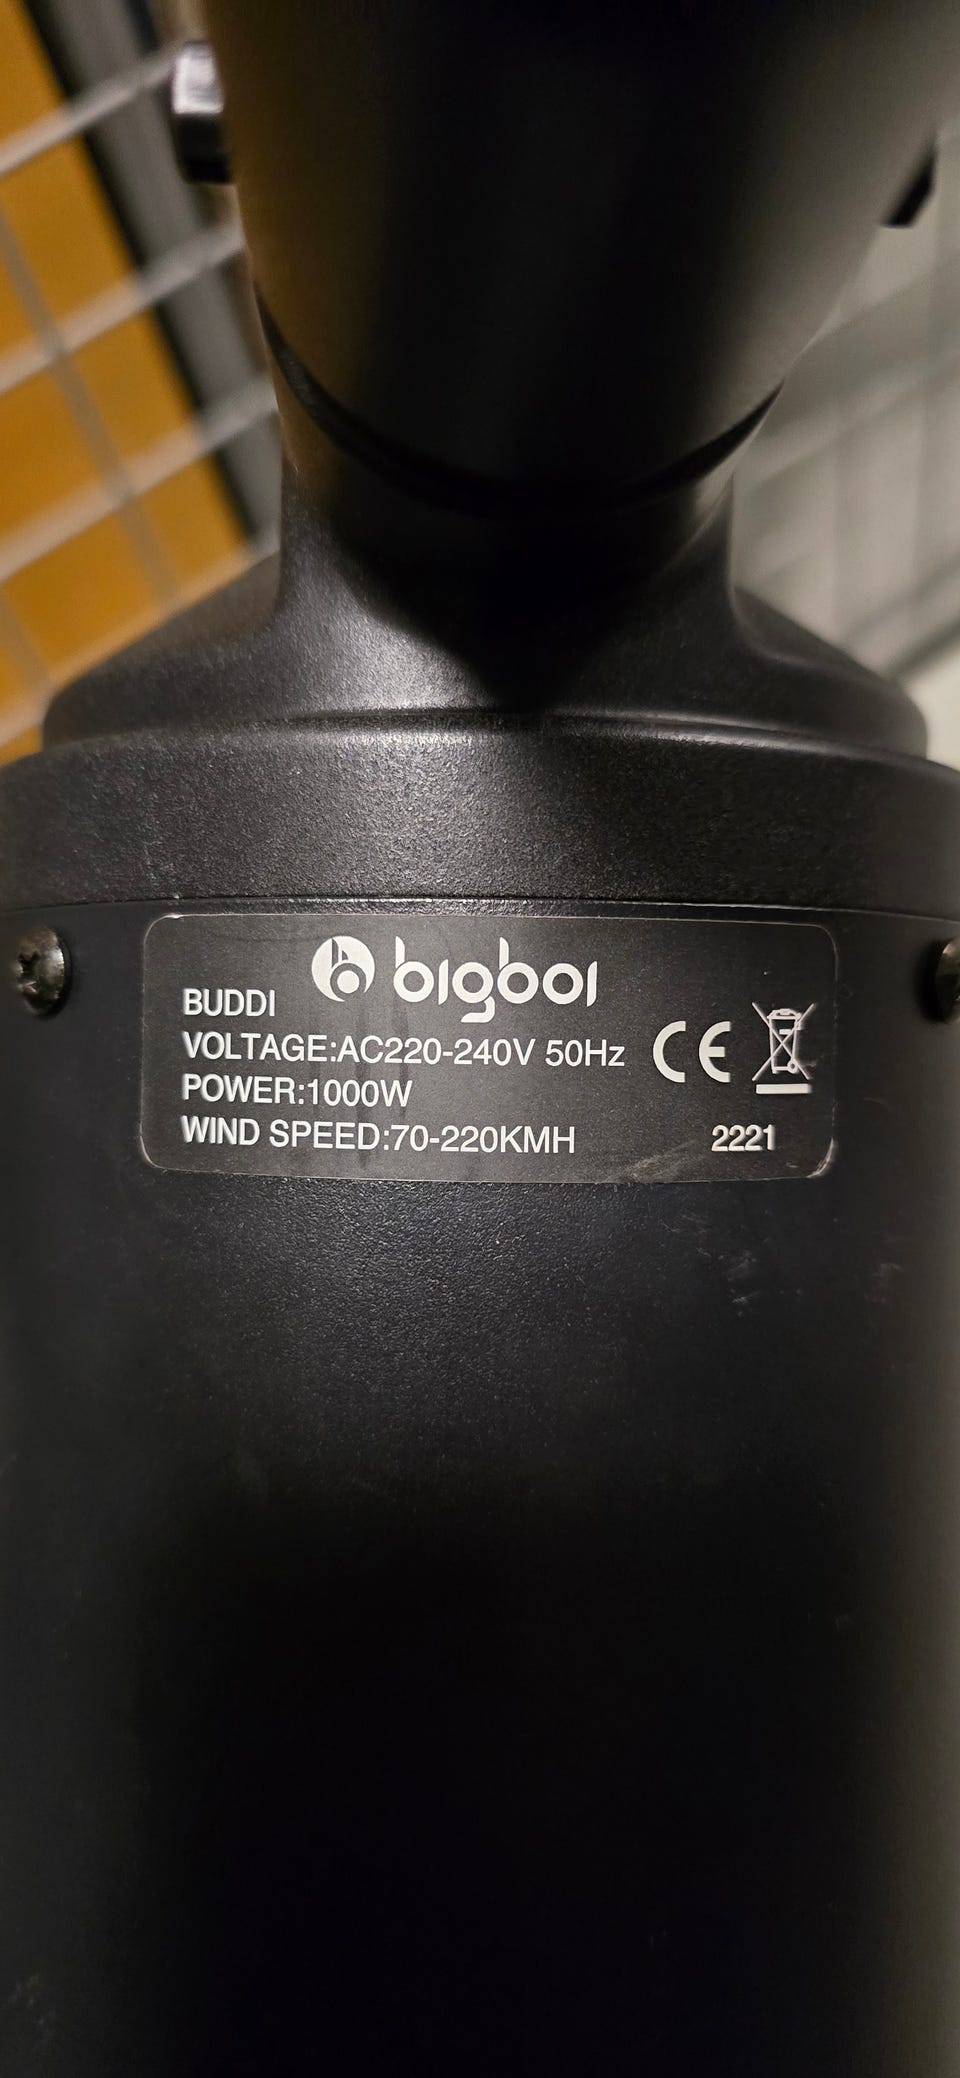 bigboi
BUDDI
VOLTAGE:AC220-240V 50Hz
CE
POWER:1000W
WIND SPEED:70-220KMH
2221